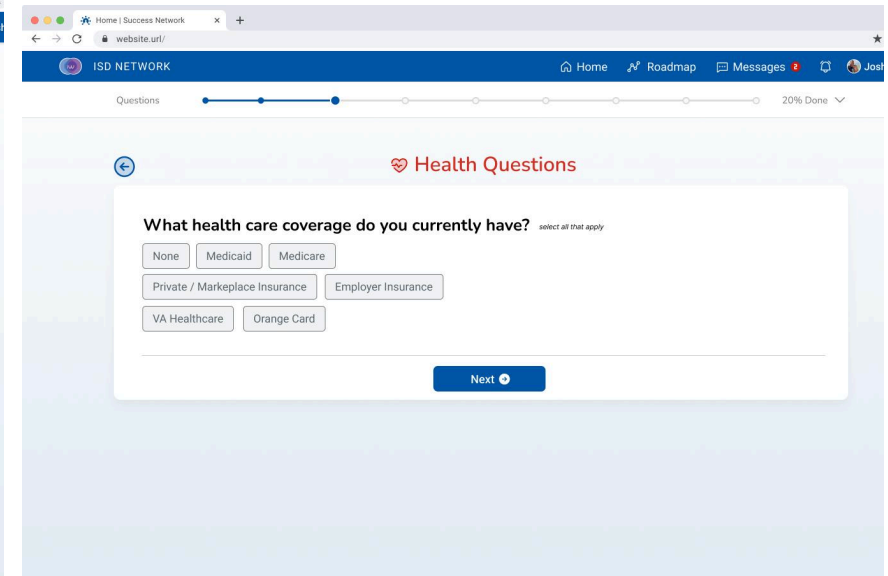 Home | Success Network
website.url/
ISD NETWORK
Home
Roadmap
Messages 2
Josh
Questions
20% Done
Health Questions
What health care coverage do you currently have? select all that apply
None Medicaid Medicare
Private / Markeplace Insurance Employer Insurance
VA Healthcare Orange Card
Next